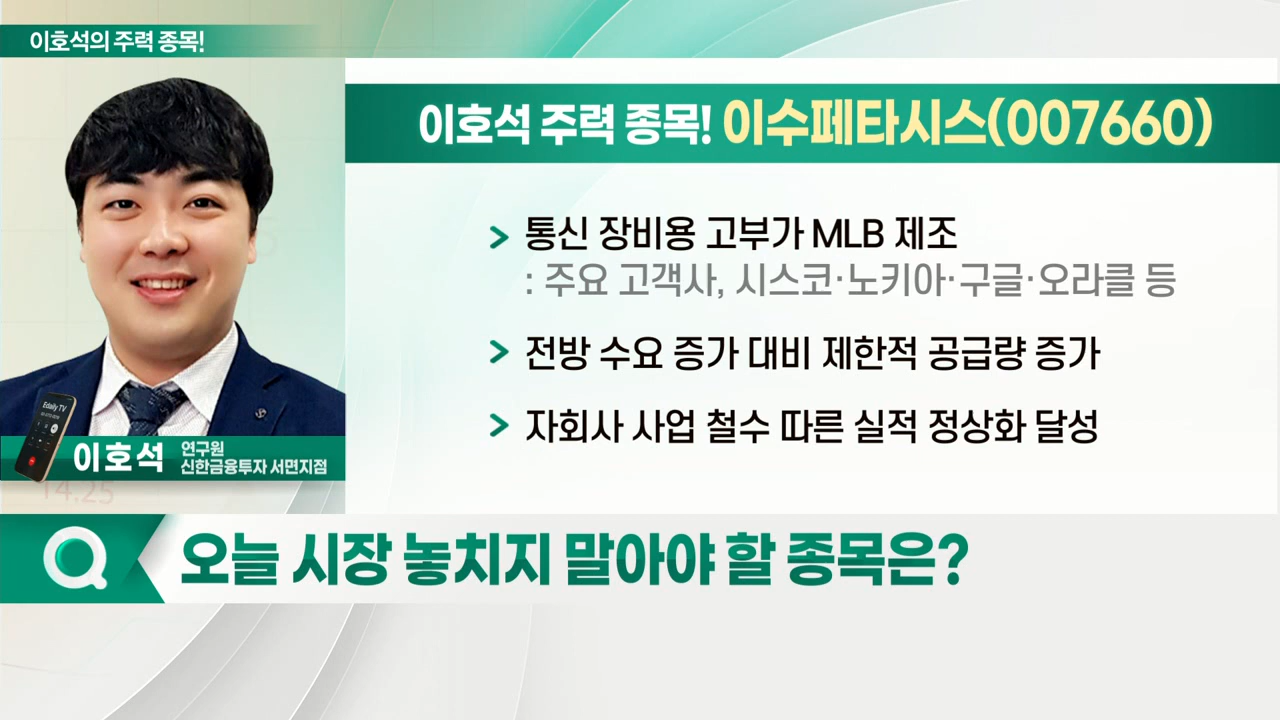 이호석의 주력 종목!
이호석 주력 종목! 이수페타시스(007660)
통신 장비용 고부가 MLB 제조
: 주요 고객사, 시스코·노키아·구글·오라클 등
전방 수요 증가 대비 제한적 공급량 증가
자회사 사업 철수 따른 실적 정상화 달성
Edaily TV
이호석
연구원
신한금융투자 서면지점
14.25
Q 오늘 시장 놓치지 말아야 할 종목은?